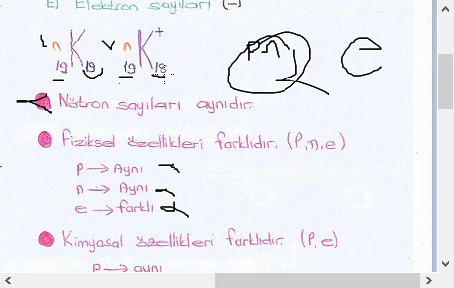 E) Elektron sayıları (-)
n K v n K+
19 19 19 18
Pn e
Nötron sayıları aynıdır.
Fiziksel özellikleri farklıdır. (P,n,e)
P → Aynı
n → Aynı
e → farklı
Kimyasal özellikleri farklıdır. (P,e)
P → aynı